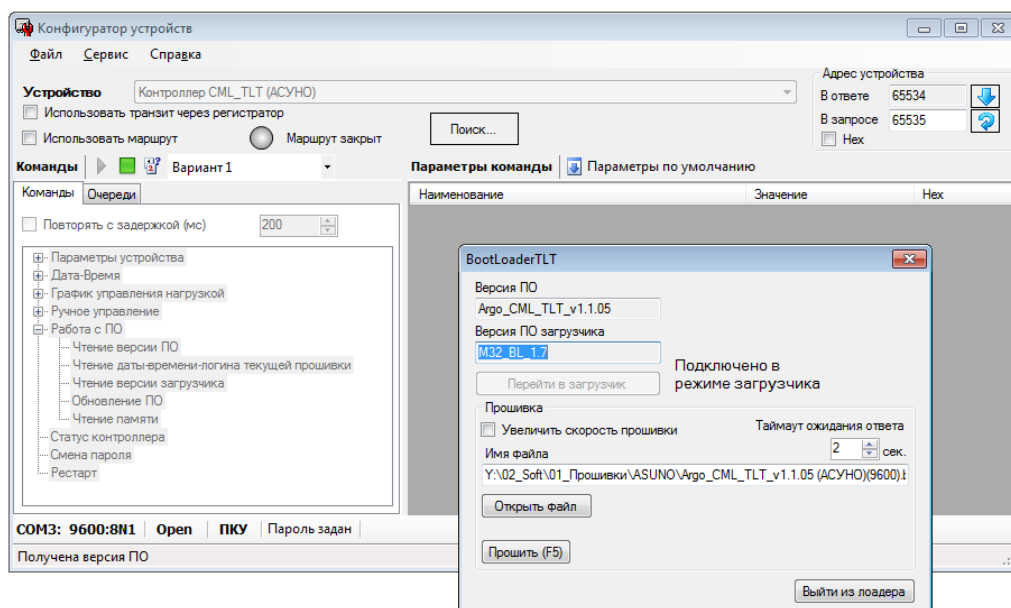 Конфигуратор устройств
Файл Сервис Справка
Устройство Контроллер CML_TLT (АСУНО)
Использовать транзит через регистратор
Использовать маршрут Маршрут закрыт
Поиск...
Адрес устройства
В ответе 65534
В запросе 65535
Hex
Команды Вариант 1
Параметры команды Параметры по умолчанию
Команды Очереди
Наименование Значение Hex
Повторять с задержкой (мс) 200
Параметры устройства
Дата-Время
График управления нагрузкой
Ручное управление
Работа с ПО
Чтение версии ПО
Чтение даты-времени-логина текущей прошивки
Чтение версии загрузчика
Обновление ПО
Чтение памяти
Статус контроллера
Смена пароля
Рестарт
BootLoaderTLT
Версия ПО
Argo_CML_TLT_v1.1.05
Версия ПО загрузчика
M32_BL_1.7
Перейти в загрузчик
Подключено в
режиме загрузчика
Прошивка
Увеличить скорость прошивки
Таймаут ожидания ответа
2 сек.
Имя файла
Y:\02_Soft\01_Прошивки\ASUNO\Argo_CML_TLT_v1.1.05 (АСУНО)(9600).t
Открыть файл
Прошить (F5)
Выйти из лоадера
COM3: 9600:8N1 Open ПКУ Пароль задан
Получена версия ПО